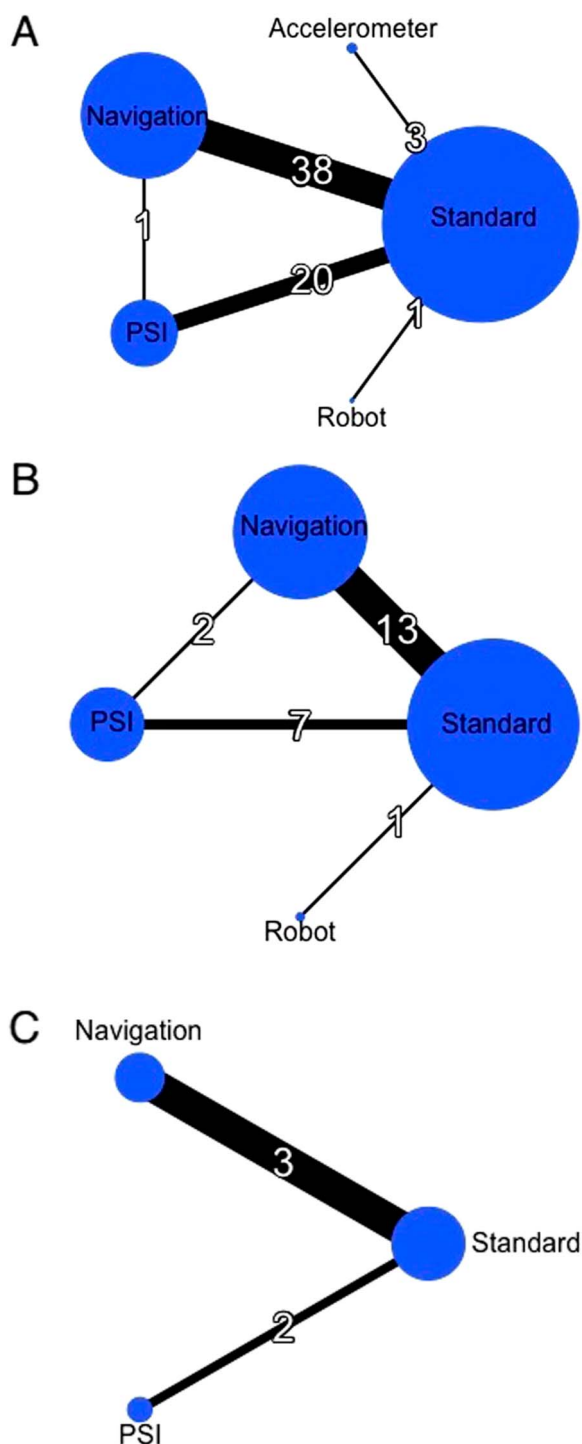 A
Accelerometer
Navigation
3
38
Standard
1
20
PSI
1
Robot
B
Navigation
13
2
PSI
7
Standard
1
Robot
C
Navigation
3
Standard
2
PSI